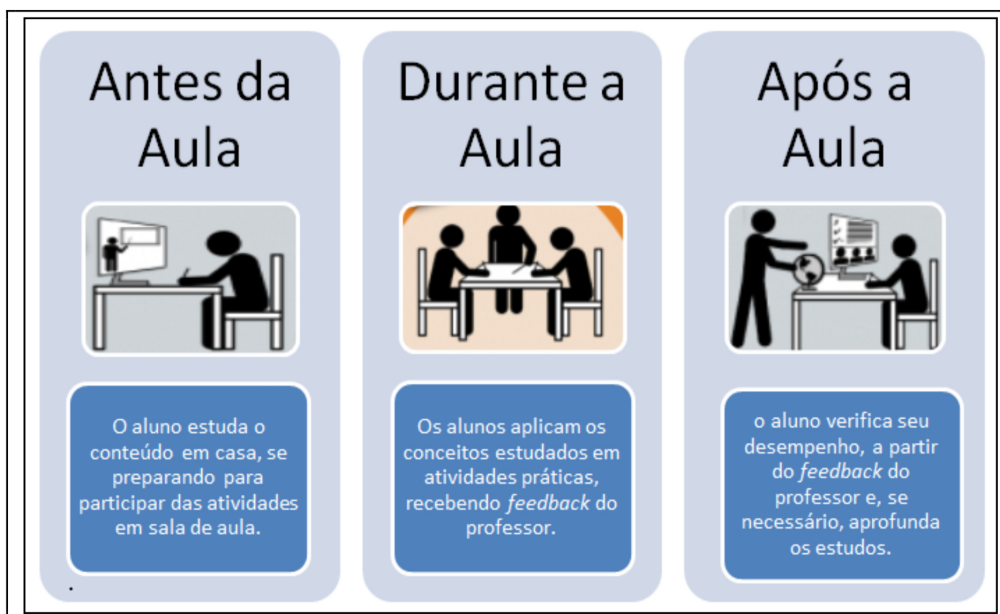 Antes da
Aula
O aluno estuda o
conteúdo em casa, se
preparando para
participar das atividades
em sala de aula.
.
Durante a
Aula
Os alunos aplicam os
conceitos estudados em
atividades práticas,
recebendo feedback do
professor.
Após a
Aula
o aluno verifica seu
desempenho, a partir
do feedback do
professor e, se
necessário, aprofunda
os estudos.